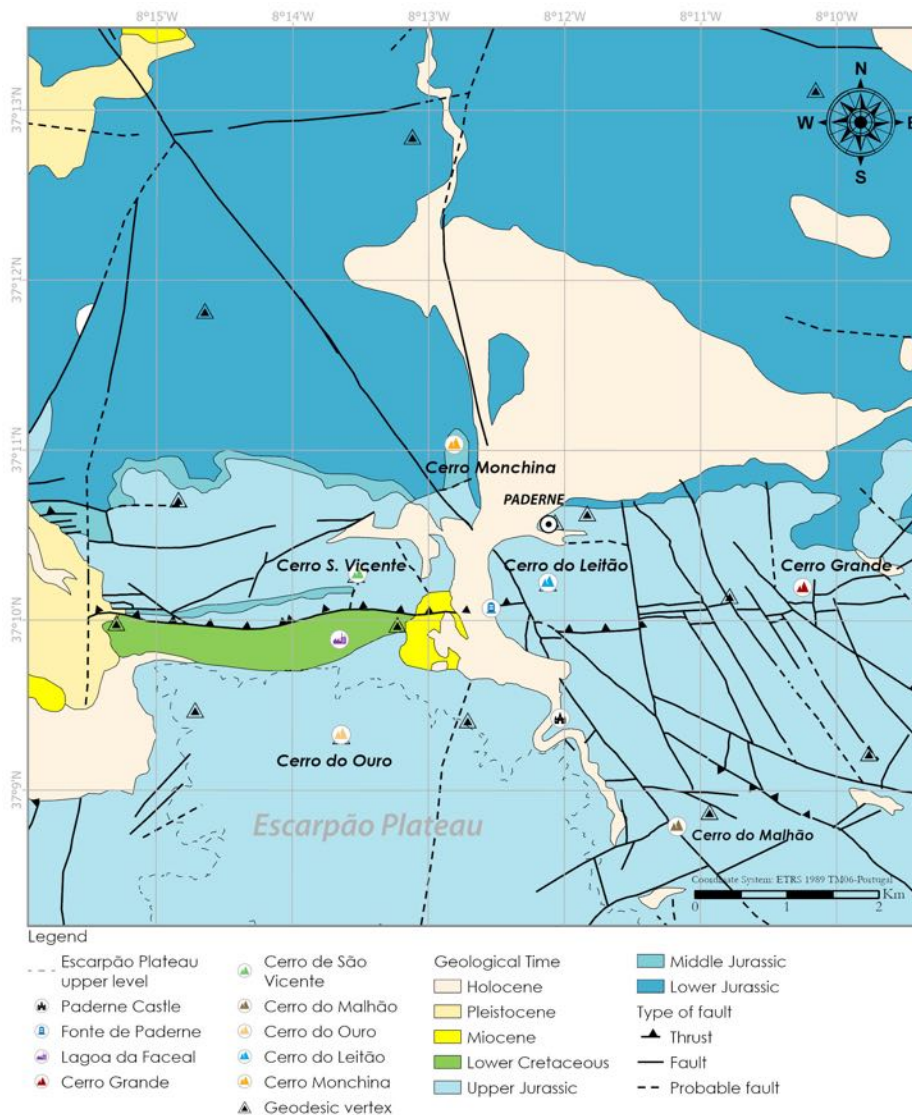 8°15'W 8°14'W 8°13'W 8°12'W 8°11'W 8°10'W
37°13'N
N
W E
S
37°12'N
37°11'N
Cerro Monchina
PADERNE
Cerro S. Vicente Cerro do Leitão Cerro Grande
37°10'N
Cerro do Ouro
37°9'N
Escarpão Plateau
Cerro do Malhão
Coordinate System: ETRS 1989 TM06-Portugal
Km
0 1 2
Legend
Escarpão Plateau
upper level
Paderne Castle
Fonte de Paderne
Lagoa da Faceal
Cerro Grande
Cerro de São
Vicente
Cerro do Malhão
Cerro do Ouro
Cerro do Leitão
Cerro Monchina
Geodesic vertex
Geological Time
Holocene
Pleistocene
Miocene
Lower Cretaceous
Upper Jurassic
Middle Jurassic
Lower Jurassic
Type of fault
Thrust
Fault
Probable fault